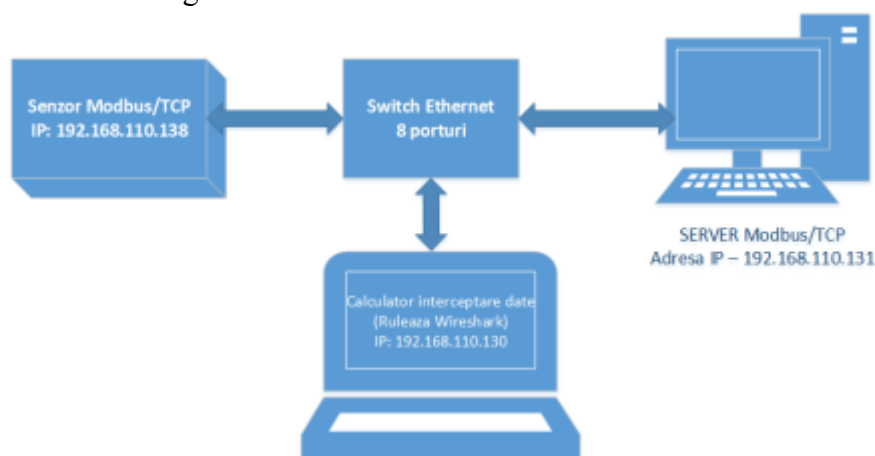 Senzor Modbus/TCP
IP: 192.168.110.138
Switch Ethernet
8 porturi
SERVER Modbus/TCP
Adresa IP – 192.168.110.131
Calculator interceptare date
(Ruleaza Wireshark)
IP: 192.168.110.130